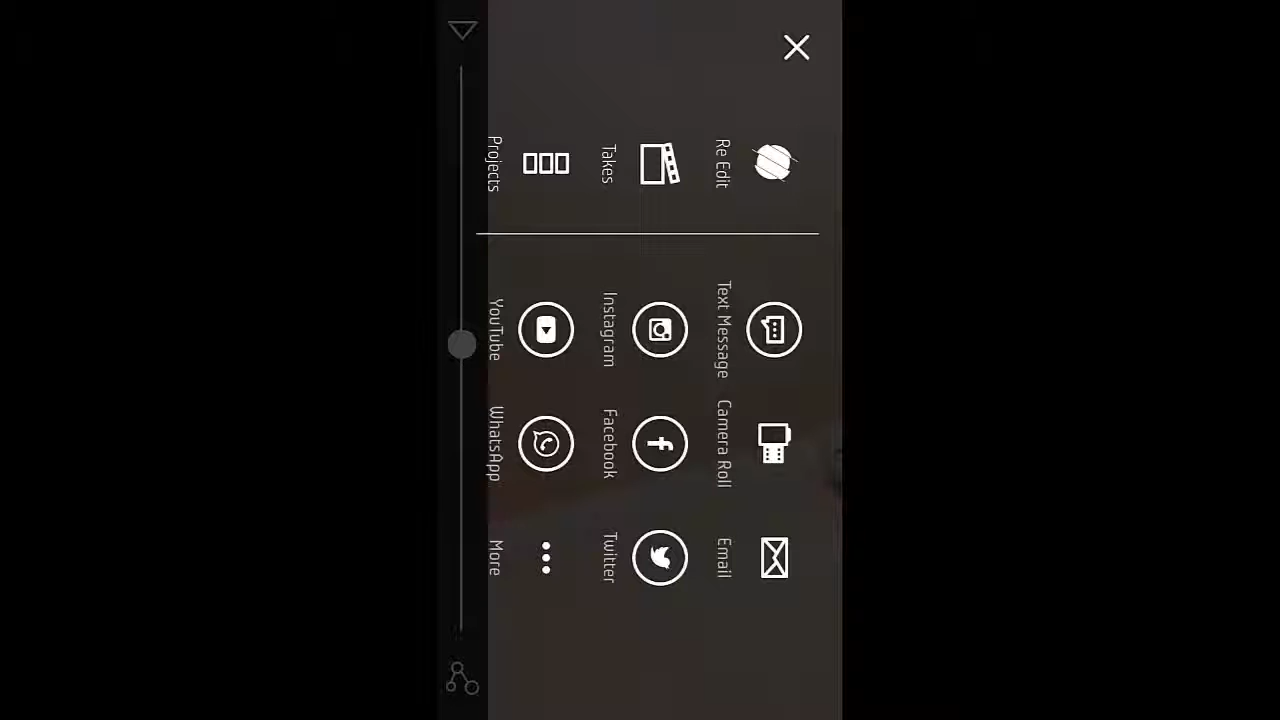 Re Edit
Text Message
Camera Roll
Email
Takes
Instagram
Facebook
Twitter
Projects
YouTube
WhatsApp
More